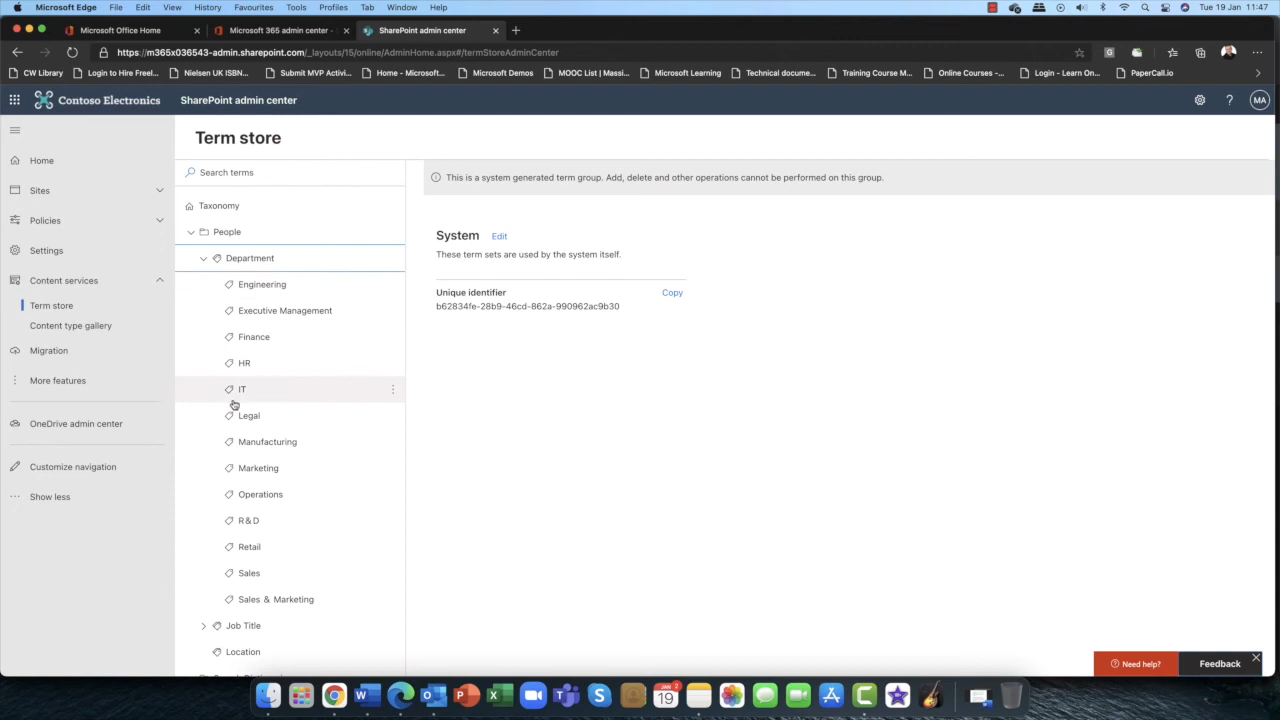 Microsoft Edge File Edit View History Favourites Tools Profiles Tab Window Help Tue 19 Jan 11:47
Microsoft Office Home Microsoft 365 admin center - SharePoint admin center
https://m365x036543-admin.sharepoint.com/_layouts/15/online/AdminHome.aspx#/termStoreAdminCenter
CW Library Login to Hire Freel... Nielsen UK ISBN... Submit MVP Activi... Home - Microsoft... Microsoft Demos MOOC List | Massi... Microsoft Learning Technical docume... Training Course M... Online Courses -... Login - Learn On... PaperCall.io
Contoso Electronics SharePoint admin center ? MA
Term store
Home
Sites
Policies
Settings
Content services
Term store
Content type gallery
Migration
More features
OneDrive admin center
Customize navigation
Show less
Search terms
Taxonomy
People
Department
Engineering
Executive Management
Finance
HR
IT
Legal
Manufacturing
Marketing
Operations
R&D
Retail
Sales
Sales & Marketing
Job Title
Location
This is a system generated term group. Add, delete and other operations cannot be performed on this group.
System Edit
These term sets are used by the system itself.
Unique identifier Copy
b62834fe-28b9-46cd-862a-990962ac9b30
Need help? Feedback
JAN 2
19